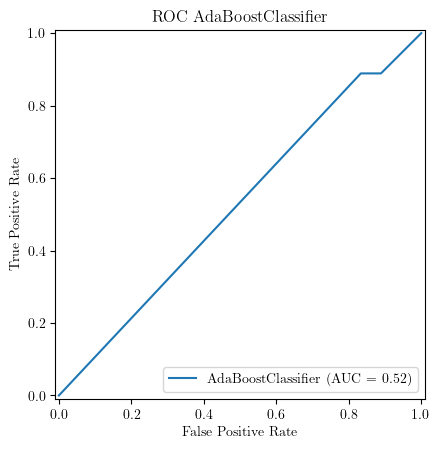 ROC AdaBoostClassifier
1.0
0.8
0.6
0.4
0.2
0.0
True Positive Rate
AdaBoostClassifier (AUC = 0.52)
0.0 0.2 0.4 0.6 0.8 1.0
False Positive Rate